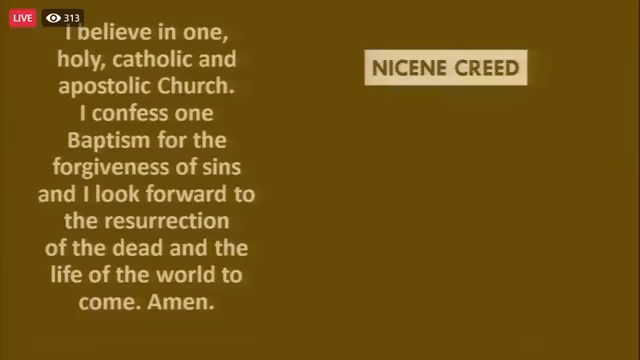 LIVE 313
I believe in one,
holy, catholic and
apostolic Church.
I confess one
Baptism for the
forgiveness of sins
and I look forward to
the resurrection
of the dead and the
life of the world to
come. Amen.
NICENE CREED